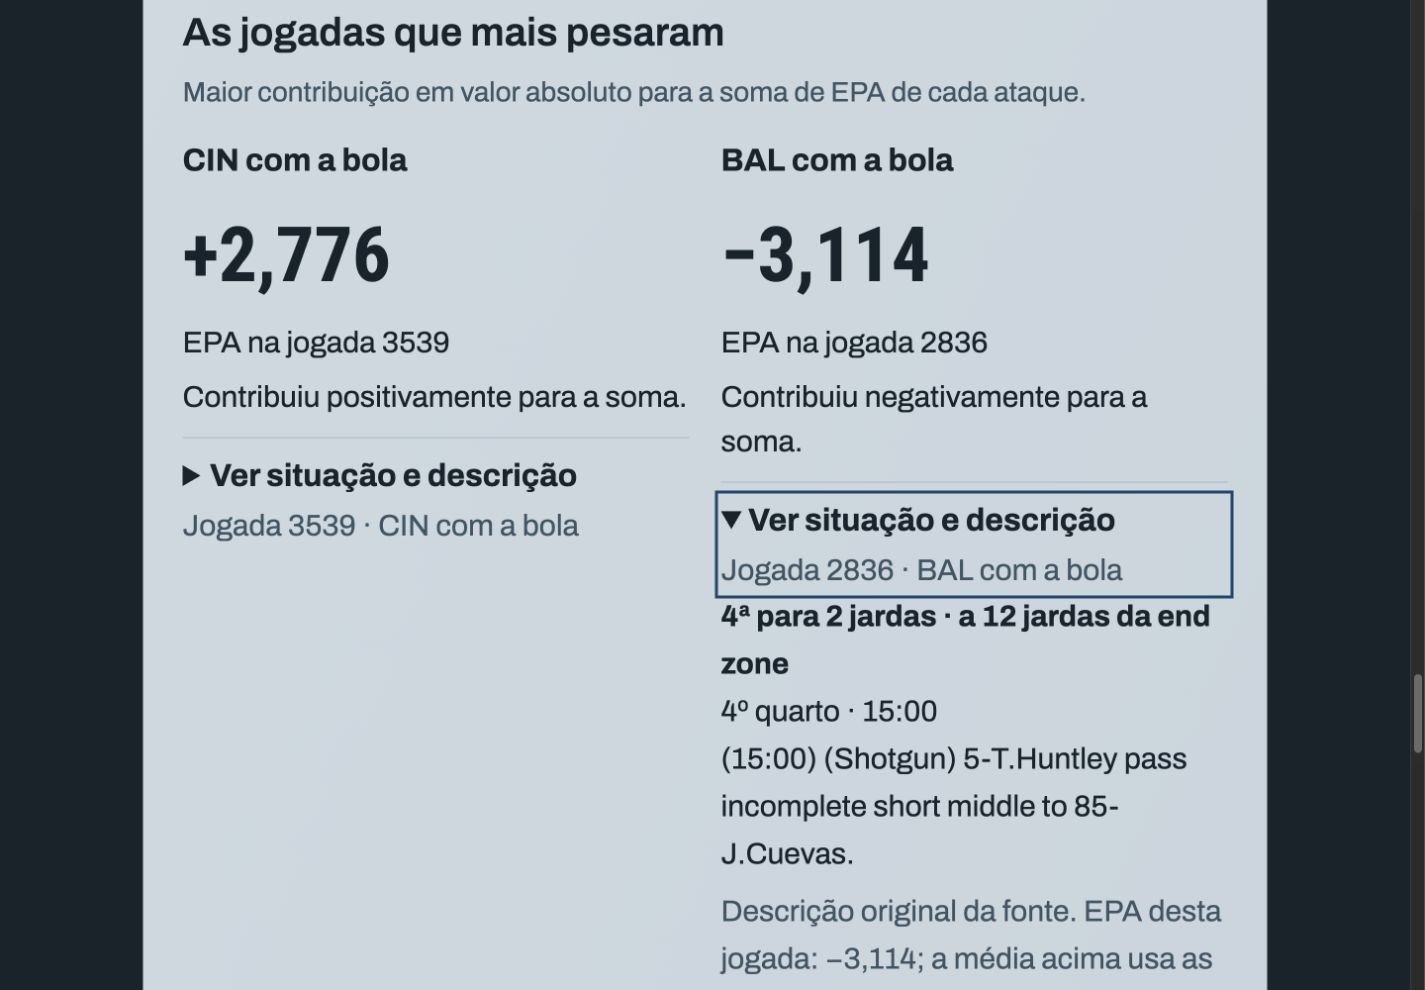 As jogadas que mais pesaram
Maior contribuição em valor absoluto para a soma de EPA de cada ataque.
CIN com a bola
+2,776
EPA na jogada 3539
Contribuiu positivamente para a soma.
▶ Ver situação e descrição
Jogada 3539 · CIN com a bola
BAL com a bola
−3,114
EPA na jogada 2836
Contribuiu negativamente para a
soma.
▼ Ver situação e descrição
Jogada 2836 · BAL com a bola
4ª para 2 jardas · a 12 jardas da end
zone
4º quarto · 15:00
(15:00) (Shotgun) 5-T.Huntley pass
incomplete short middle to 85-
J.Cuevas.
Descrição original da fonte. EPA desta
jogada: −3,114; a média acima usa as